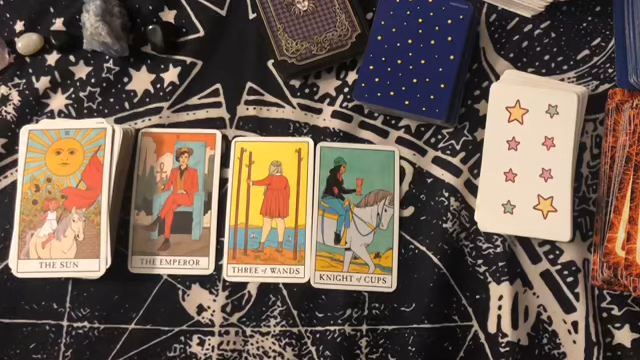 THE SUN
THE EMPEROR
THREE of WANDS
KNIGHT of CUPS